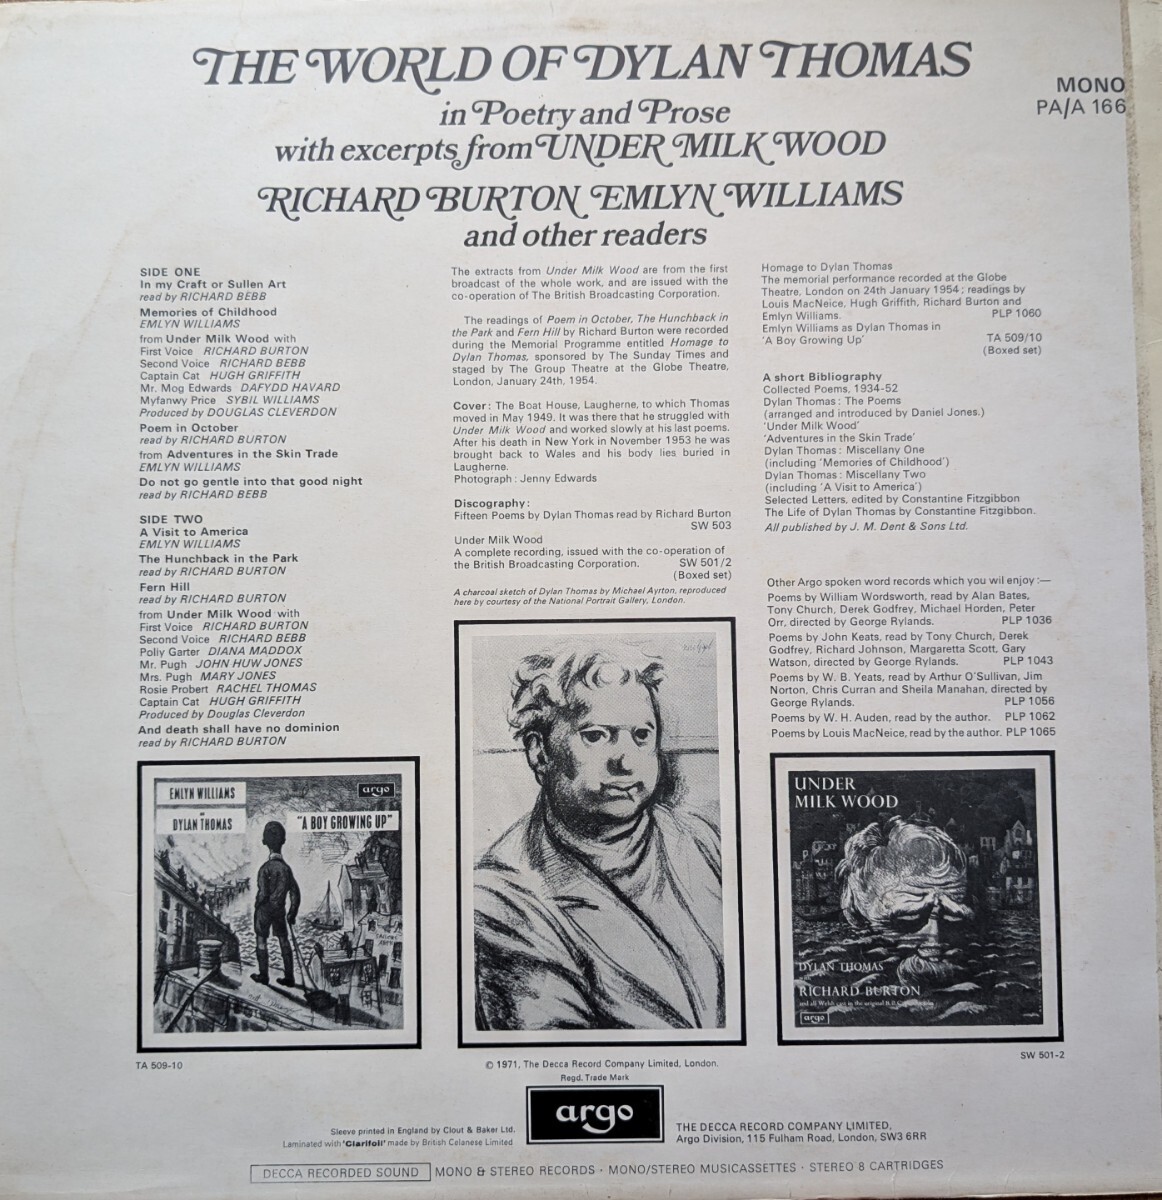 THE WORLD OF DYLAN THOMAS
in Poetry and Prose
with excerpts from UNDER MILK WOOD
RICHARD BURTON EMLYN WILLIAMS
and other readers
MONO
PA/A 166
SIDE ONE
In my Craft or Sullen Art
read by RICHARD BEBB
Memories of Childhood
EMLYN WILLIAMS
from Under Milk Wood with
First Voice RICHARD BURTON
Second Voice RICHARD BEBB
Captain Cat HUGH GRIFFITH
Mr. Mog Edwards DAFYDD HAVARD
Myfanwy Price SYBIL WILLIAMS
Produced by DOUGLAS CLEVERDON
Poem in October
read by RICHARD BURTON
from Adventures in the Skin Trade
EMLYN WILLIAMS
Do not go gentle into that good night
read by RICHARD BEBB
SIDE TWO
A Visit to America
EMLYN WILLIAMS
The Hunchback in the Park
read by RICHARD BURTON
Fern Hill
read by RICHARD BURTON
from Under Milk Wood with
First Voice RICHARD BURTON
Second Voice RICHARD BEBB
Polly Garter DIANA MADDOX
Mr. Pugh JOHN HUW JONES
Mrs. Pugh MARY JONES
Rosie Probert RACHEL THOMAS
Captain Cat HUGH GRIFFITH
Produced by Douglas Cleverdon
And death shall have no dominion
read by RICHARD BURTON
The extracts from Under Milk Wood are from the first
broadcast of the whole work, and are issued with the
co-operation of The British Broadcasting Corporation.
The readings of Poem in October, The Hunchback in
the Park and Fern Hill by Richard Burton were recorded
during the Memorial Programme entitled Homage to
Dylan Thomas, sponsored by The Sunday Times and
staged by The Group Theatre at the Globe Theatre,
London, January 24th, 1954.
Cover: The Boat House, Laugherne, to which Thomas
moved in May 1949. It was there that he struggled with
Under Milk Wood and worked slowly at his last poems.
After his death in New York in November 1953 he was
brought back to Wales and his body lies buried in
Laugherne.
Photograph: Jenny Edwards
Discography:
Fifteen Poems by Dylan Thomas read by Richard Burton
SW 503
Under Milk Wood
A complete recording, issued with the co-operation of
the British Broadcasting Corporation. SW 501/2
(Boxed set)
A charcoal sketch of Dylan Thomas by Michael Ayrton, reproduced
here by courtesy of the National Portrait Gallery, London.
Homage to Dylan Thomas
The memorial performance recorded at the Globe
Theatre, London on 24th January 1954; readings by
Louis MacNeice, Hugh Griffith, Richard Burton and
Emlyn Williams. PLP 1060
Emlyn Williams as Dylan Thomas in
'A Boy Growing Up' TA 509/10
(Boxed set)
A short Bibliography
Collected Poems, 1934-52
Dylan Thomas: The Poems
(arranged and introduced by Daniel Jones.)
'Under Milk Wood'
'Adventures in the Skin Trade'
Dylan Thomas: Miscellany One
(including 'Memories of Childhood')
Dylan Thomas: Miscellany Two
(including 'A Visit to America')
Selected Letters, edited by Constantine Fitzgibbon
The Life of Dylan Thomas by Constantine Fitzgibbon.
All published by J. M. Dent & Sons Ltd.
Other Argo spoken word records which you wil enjoy:—
Poems by William Wordsworth, read by Alan Bates,
Tony Church, Derek Godfrey, Michael Horden, Peter
Orr, directed by George Rylands. PLP 1036
Poems by John Keats, read by Tony Church, Derek
Godfrey, Richard Johnson, Margaretta Scott, Gary
Watson, directed by George Rylands. PLP 1043
Poems by W. B. Yeats, read by Arthur O'Sullivan, Jim
Norton, Chris Curran and Sheila Manahan, directed by
George Rylands. PLP 1056
Poems by W. H. Auden, read by the author. PLP 1062
Poems by Louis MacNeice, read by the author. PLP 1065
EMLYN WILLIAMS
DYLAN THOMAS
argo
"A BOY GROWING UP"
UNDER
MILK WOOD
DYLAN THOMAS
RICHARD BURTON
argo
TA 509-10
© 1971, The Decca Record Company Limited, London.
Regd. Trade Mark
SW 501-2
argo
Sleeve printed in England by Clout & Baker Ltd.
Laminated with 'Clarifoil' made by British Celanese Limited
THE DECCA RECORD COMPANY LIMITED,
Argo Division, 115 Fulham Road, London, SW3 6RR
DECCA RECORDED SOUND MONO & STEREO RECORDS · MONO/STEREO MUSICASSETTES · STEREO 8 CARTRIDGES